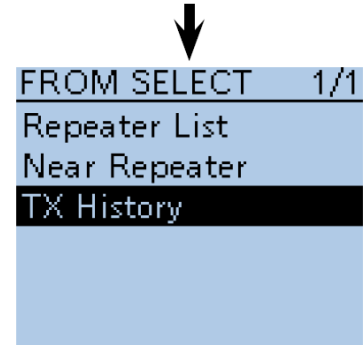 FROM SELECT 1/1
Repeater List
Near Repeater
TX History